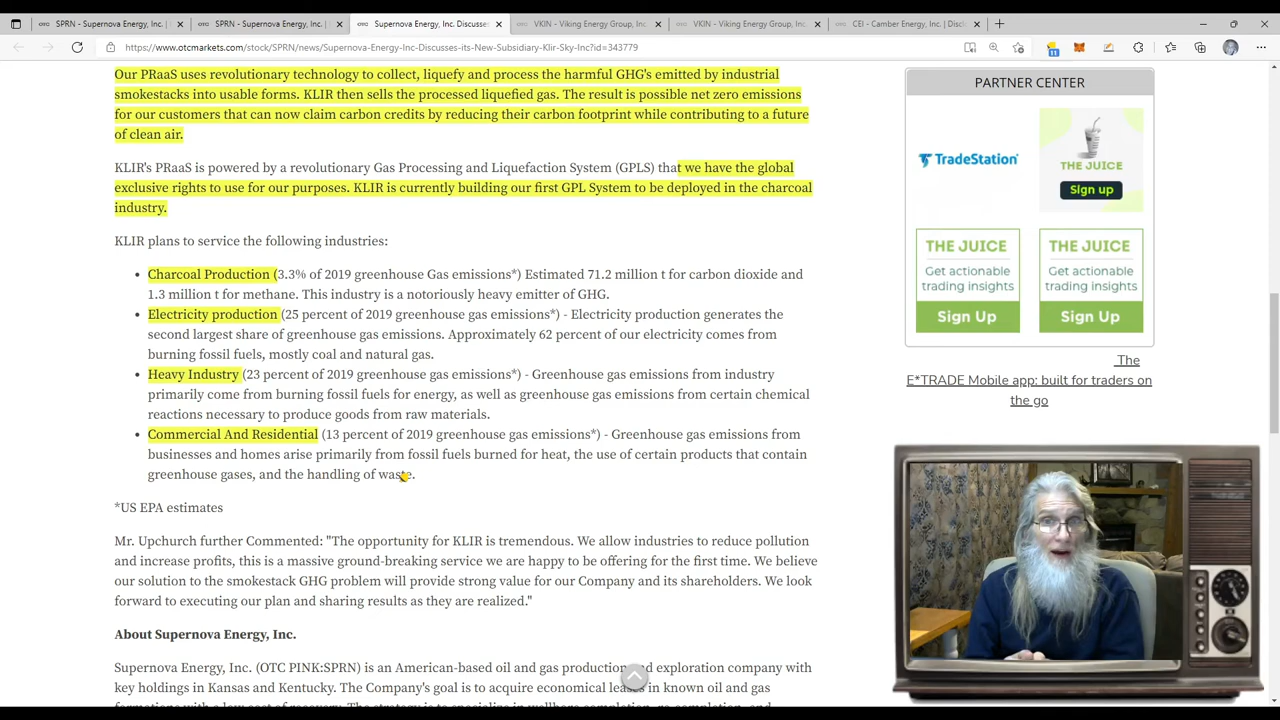 SPRN - Supernova Energy, Inc. |
SPRN - Supernova Energy, Inc. |
Supernova Energy, Inc. Discusses
VKIN - Viking Energy Group, Inc.
VKIN - Viking Energy Group, Inc.
CEI - Camber Energy, Inc. | Discl
https://www.otcmarkets.com/stock/SPRN/news/Supernova-Energy-Inc-Discusses-its-New-Subsidiary-Klir-Sky-Inc?id=343779
11
Our PRaaS uses revolutionary technology to collect, liquefy and process the harmful GHG's emitted by industrial
smokestacks into usable forms. KLIR then sells the processed liquefied gas. The result is possible net zero emissions
for our customers that can now claim carbon credits by reducing their carbon footprint while contributing to a future
of clean air.
KLIR's PRaaS is powered by a revolutionary Gas Processing and Liquefaction System (GPLS) that we have the global
exclusive rights to use for our purposes. KLIR is currently building our first GPL System to be deployed in the charcoal
industry.
KLIR plans to service the following industries:
• Charcoal Production (3.3% of 2019 greenhouse Gas emissions*) Estimated 71.2 million t for carbon dioxide and
1.3 million t for methane. This industry is a notoriously heavy emitter of GHG.
• Electricity production (25 percent of 2019 greenhouse gas emissions*) - Electricity production generates the
second largest share of greenhouse gas emissions. Approximately 62 percent of our electricity comes from
burning fossil fuels, mostly coal and natural gas.
• Heavy Industry (23 percent of 2019 greenhouse gas emissions*) - Greenhouse gas emissions from industry
primarily come from burning fossil fuels for energy, as well as greenhouse gas emissions from certain chemical
reactions necessary to produce goods from raw materials.
• Commercial And Residential (13 percent of 2019 greenhouse gas emissions*) - Greenhouse gas emissions from
businesses and homes arise primarily from fossil fuels burned for heat, the use of certain products that contain
greenhouse gases, and the handling of waste.
*US EPA estimates
Mr. Upchurch further Commented: "The opportunity for KLIR is tremendous. We allow industries to reduce pollution
and increase profits, this is a massive ground-breaking service we are happy to be offering for the first time. We believe
our solution to the smokestack GHG problem will provide strong value for our Company and its shareholders. We look
forward to executing our plan and sharing results as they are realized."
About Supernova Energy, Inc.
Supernova Energy, Inc. (OTC PINK:SPRN) is an American-based oil and gas production and exploration company with
key holdings in Kansas and Kentucky. The Company's goal is to acquire economical leases in known oil and gas
PARTNER CENTER
TradeStation
THE JUICE
Sign up
THE JUICE
Get actionable
trading insights
Sign Up
THE JUICE
Get actionable
trading insights
Sign Up
The
E*TRADE Mobile app: built for traders on
the go